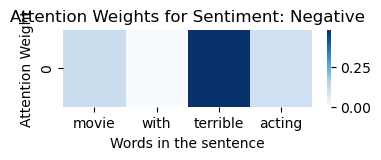 Attention Weights for Sentiment: Negative
Attention Weight
0
movie with terrible acting
Words in the sentence
0.25
0.00